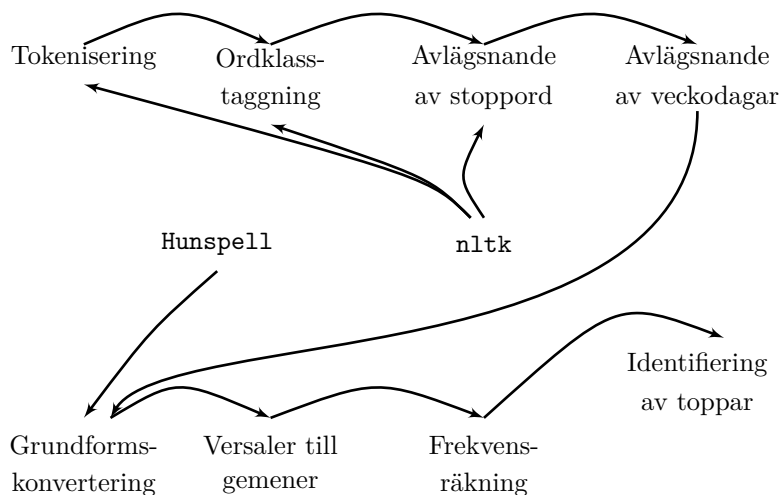 Tokenisering
Ordklass-
taggning
Avlägsnande
av stoppord
Avlägsnande
av veckodagar
Hunspell
nltk
Identifiering
av toppar
Grundforms-
konvertering
Versaler till
gemener
Frekvens-
räkning